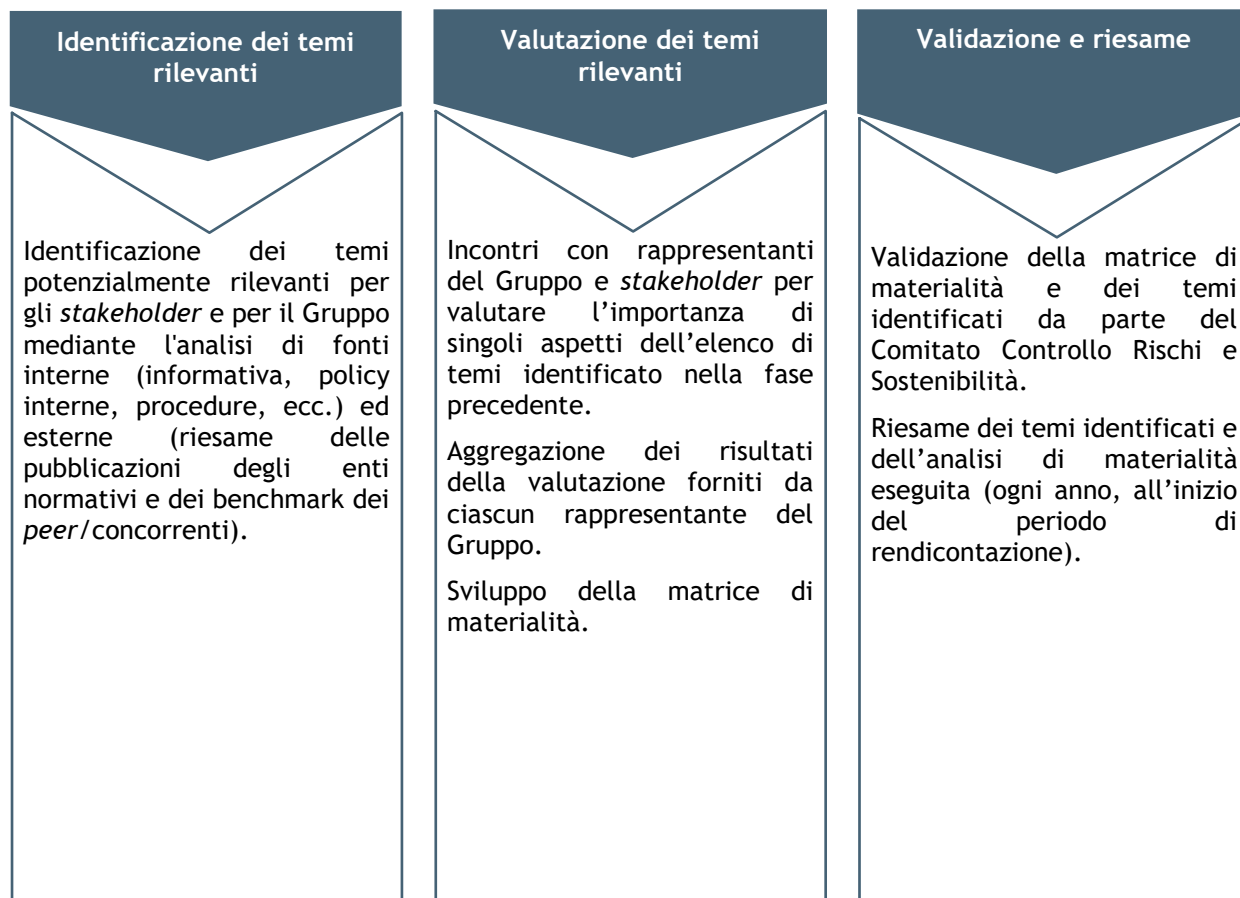 Identificazione dei temi
rilevanti
Identificazione dei temi
potenzialmente rilevanti per
gli stakeholder e per il Gruppo
mediante l'analisi di fonti
interne (informativa, policy
interne, procedure, ecc.) ed
esterne (riesame delle
pubblicazioni degli enti
normativi e dei benchmark dei
peer/concorrenti).
Valutazione dei temi
rilevanti
Incontri con rappresentanti
del Gruppo e stakeholder per
valutare l’importanza di
singoli aspetti dell’elenco di
temi identificato nella fase
precedente.
Aggregazione dei risultati
della valutazione forniti da
ciascun rappresentante del
Gruppo.
Sviluppo della matrice di
materialità.
Validazione e riesame
Validazione della matrice di
materialità e dei temi
identificati da parte del
Comitato Controllo Rischi e
Sostenibilità.
Riesame dei temi identificati e
dell’analisi di materialità
eseguita (ogni anno, all’inizio
del periodo di
rendicontazione).